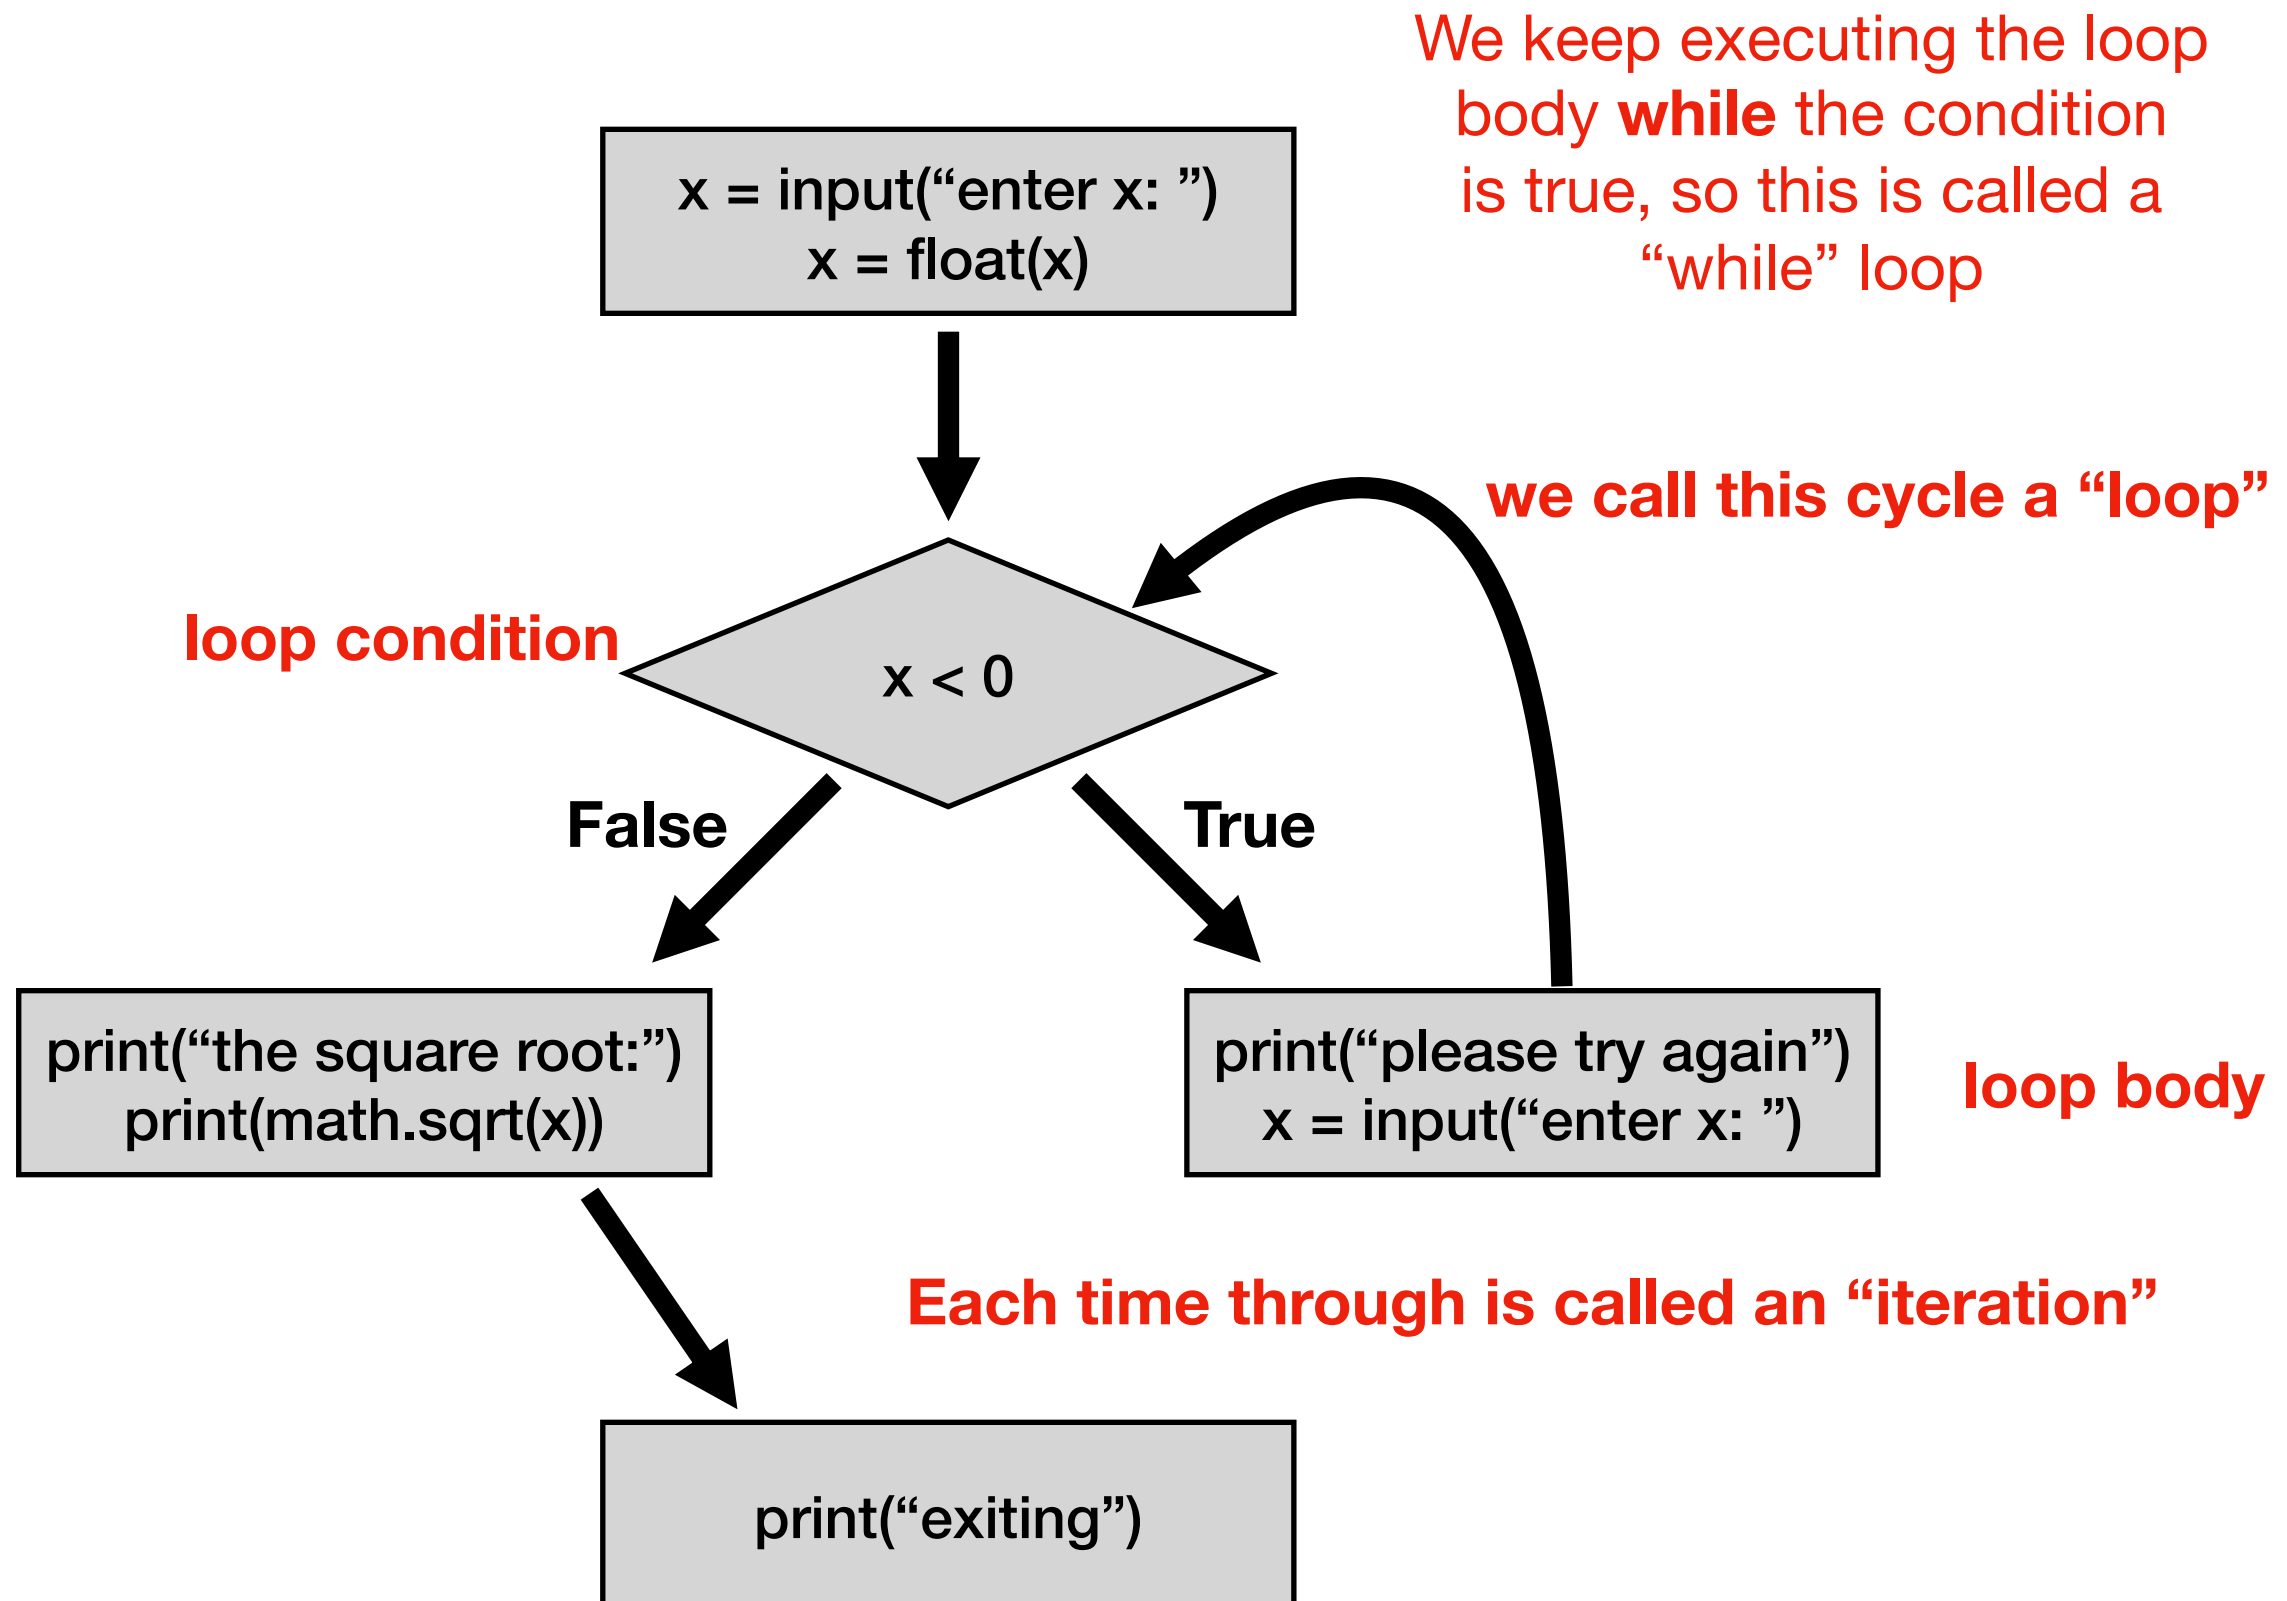 We keep executing the loop
body while the condition
is true, so this is called a
“while” loop
x = input(“enter x: ”)
x = float(x)
we call this cycle a “loop”
loop condition
x < 0
False
True
print(“the square root:”)
print(math.sqrt(x))
print(“please try again”)
x = input(“enter x: ”)
loop body
Each time through is called an “iteration”
print(“exiting”)